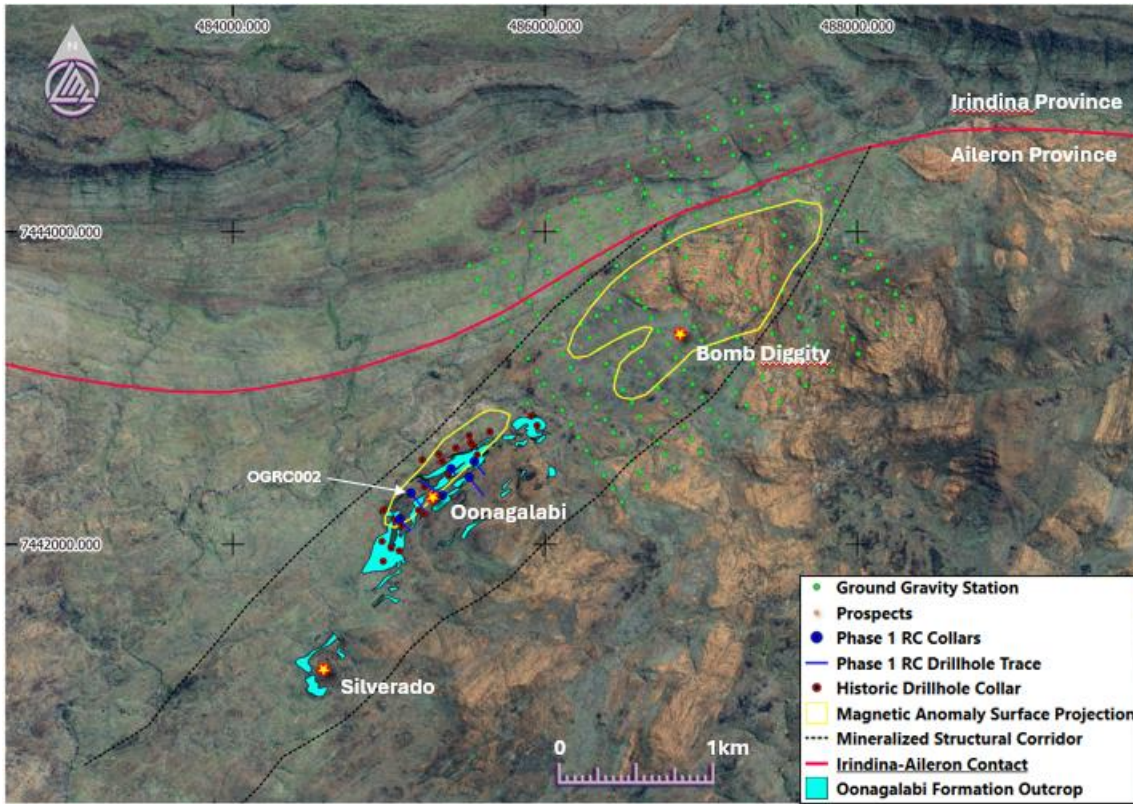 484000.000
486000.000
488000.000
N
Irindina Province
Aileron Province
7444000.000
Bomb Diggity
OGRC002
Oonagalabi
7442000.000
Silverado
0 1km
Ground Gravity Station
Prospects
Phase 1 RC Collars
Phase 1 RC Drillhole Trace
Historic Drillhole Collar
Magnetic Anomaly Surface Projection
Mineralized Structural Corridor
Irindina-Aileron Contact
Oonagalabi Formation Outcrop